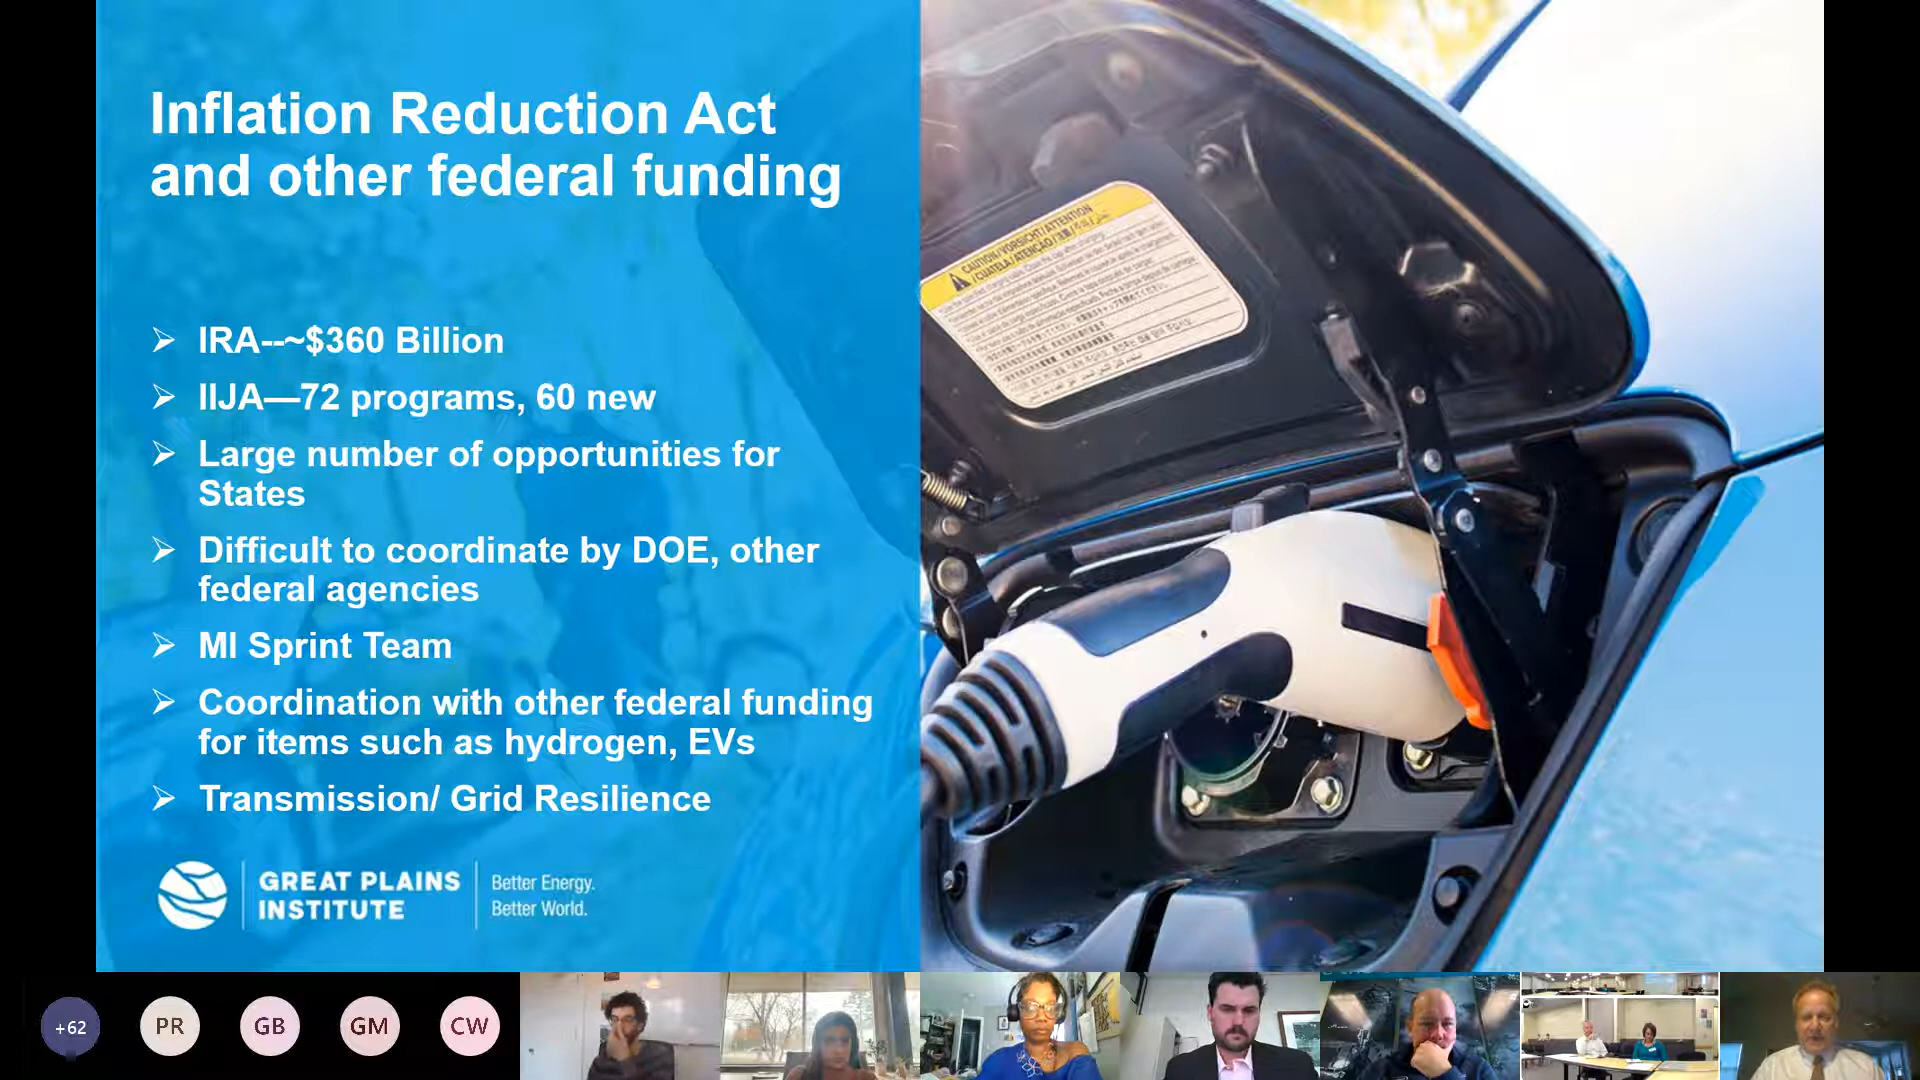 Inflation Reduction Act
and other federal funding
IRA--~$360 Billion
IIJA—72 programs, 60 new
Large number of opportunities for
States
Difficult to coordinate by DOE, other
federal agencies
MI Sprint Team
Coordination with other federal funding
for items such as hydrogen, EVs
Transmission/ Grid Resilience
GREAT PLAINS
INSTITUTE
Better Energy.
Better World.
CAUTION/VORSICHT/ATTENTION
/CUATELA/ATENÇÃO/
+62
PR
GB
GM
CW